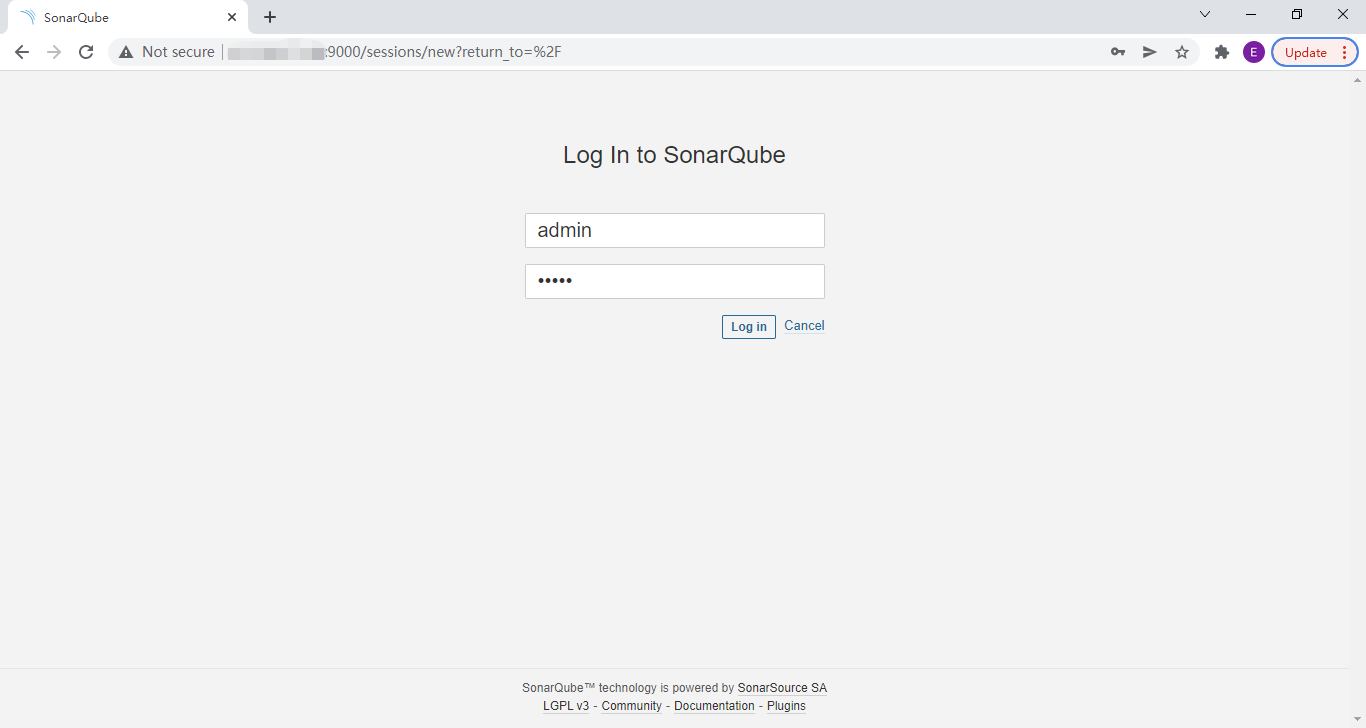 SonarQube
Not secure :9000/sessions/new?return_to=%2F
E
Update
Log In to SonarQube
admin
•••••
Log in Cancel
SonarQube™ technology is powered by SonarSource SA
LGPL v3 - Community - Documentation - Plugins